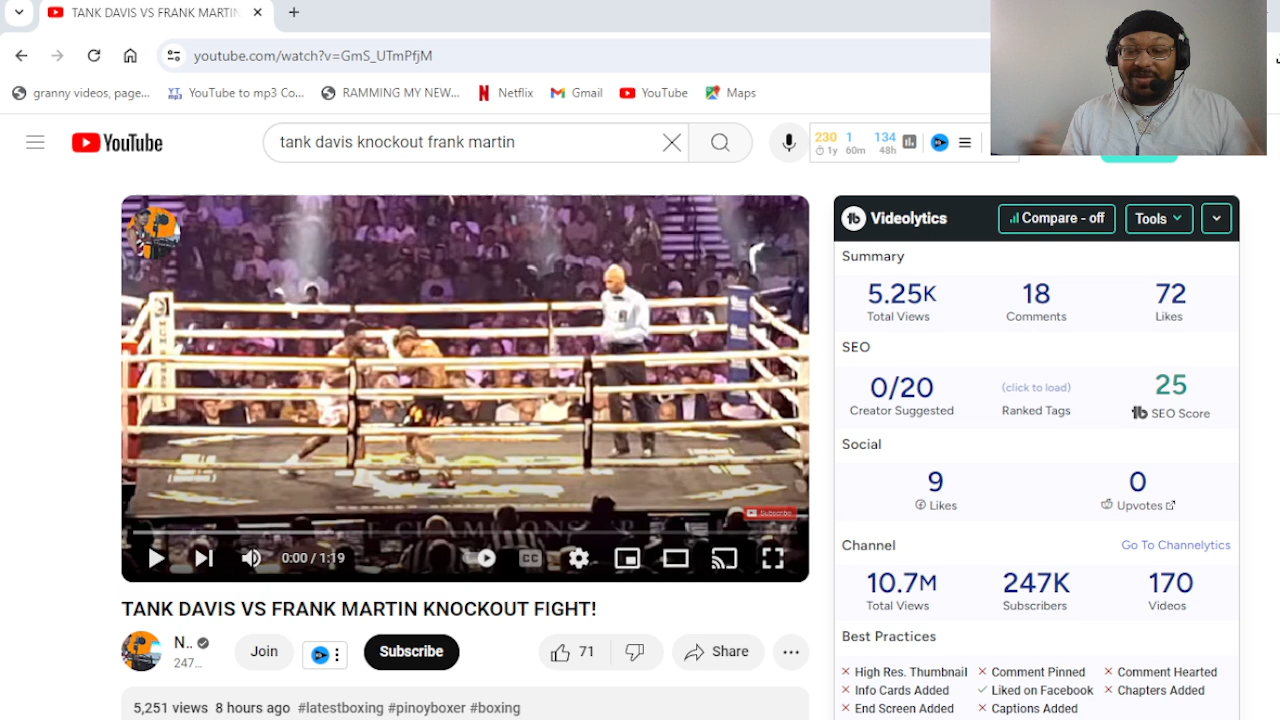 TANK DAVIS VS FRANK MARTIN
youtube.com/watch?v=GmS_UTmPfjM
granny videos, page... YouTube to mp3 Co... RAMMING MY NEW... Netflix Gmail YouTube Maps
YouTube tank davis knockout frank martin 230 1 134
1y 60m 48h
Videolytics Compare - off Tools
Summary
5.25K 18 72
Total Views Comments Likes
SEO
0/20 (click to load) 25
Creator Suggested Ranked Tags SEO Score
Social
9 0
Likes Upvotes
Subscribe
0:00 / 1:19 CC
Channel Go To Channelytics
10.7M 247K 170
Total Views Subscribers Videos
TANK DAVIS VS FRANK MARTIN KNOCKOUT FIGHT!
N..
247...
Join Subscribe 71 Share
Best Practices
High Res. Thumbnail Comment Pinned Comment Hearted
Info Cards Added Liked on Facebook Chapters Added
End Screen Added Captions Added
5,251 views 8 hours ago #latestboxing #pinoyboxer #boxing